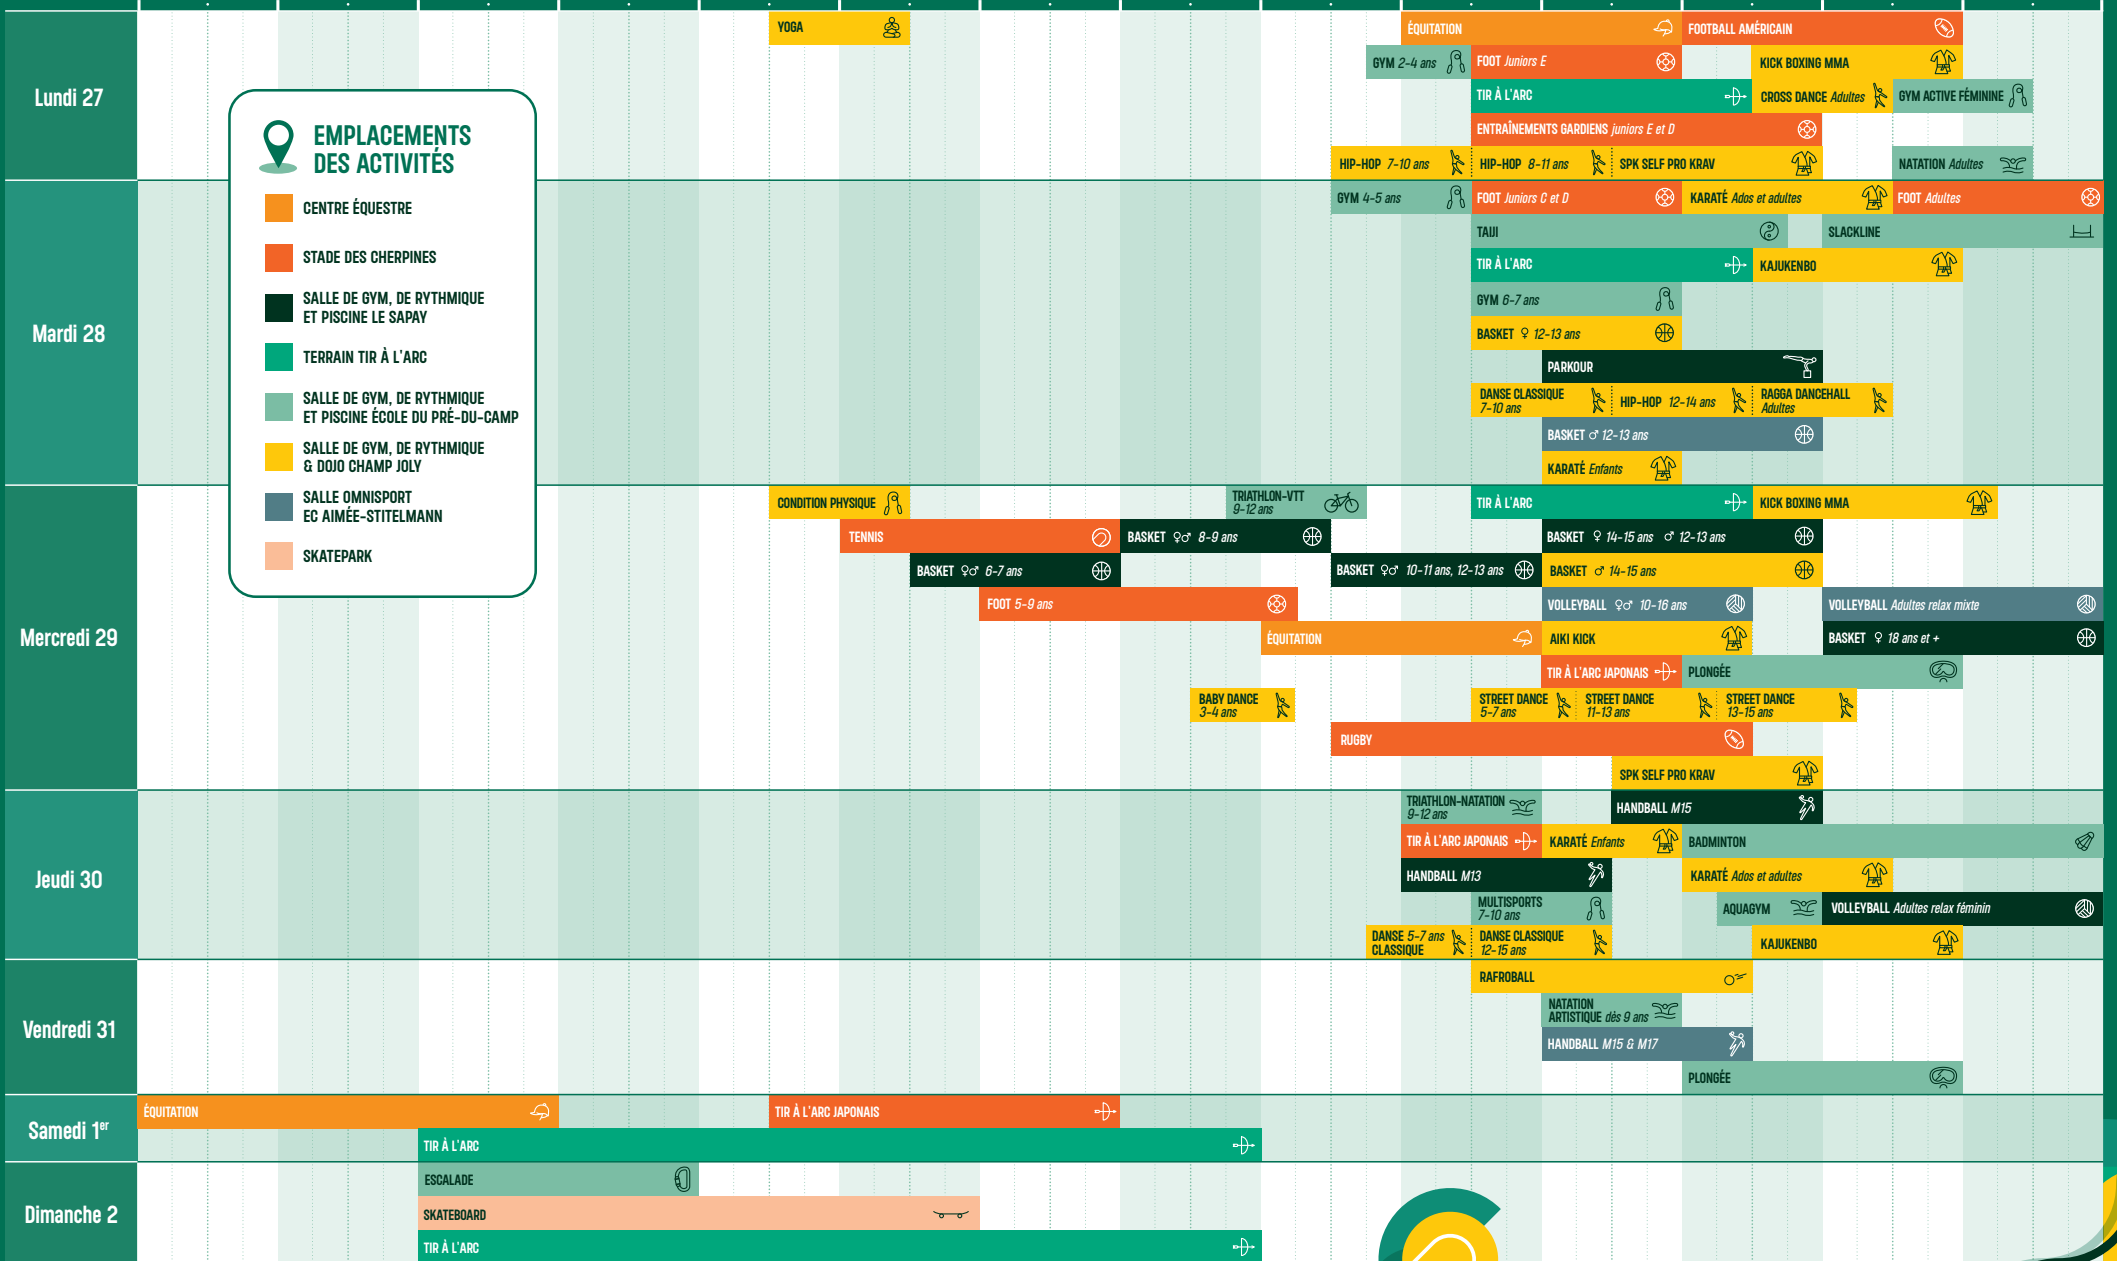 Lundi 27
YOGA
ÉQUITATION
FOOTBALL AMÉRICAIN
GYM 2-4 ans
FOOT Juniors E
KICK BOXING MMA
TIR À L'ARC
CROSS DANCE Adultes
GYM ACTIVE FÉMININE
ENTRAÎNEMENTS GARDIENS juniors E et D
HIP-HOP 7-10 ans
HIP-HOP 8-11 ans
SPK SELF PRO KRAV
NATATION Adultes
EMPLACEMENTS
DES ACTIVITÉS
CENTRE ÉQUESTRE
STADE DES CHERPINES
SALLE DE GYM, DE RYTHMIQUE
ET PISCINE LE SAPAY
TERRAIN TIR À L'ARC
SALLE DE GYM, DE RYTHMIQUE
ET PISCINE ÉCOLE DU PRÉ-DU-CAMP
SALLE DE GYM, DE RYTHMIQUE
& DOJO CHAMP JOLY
SALLE OMNISPORT
EC AIMÉE-STITELMANN
SKATEPARK
Mardi 28
GYM 4-5 ans
FOOT Juniors C et D
KARATÉ Ados et adultes
FOOT Adultes
TAIJI
SLACKLINE
TIR À L'ARC
KAJUKENBO
GYM 6-7 ans
BASKET ♀ 12-13 ans
PARKOUR
DANSE CLASSIQUE
7-10 ans
HIP-HOP 12-14 ans
RAGGA DANCEHALL
Adultes
BASKET ♂ 12-13 ans
KARATÉ Enfants
Mercredi 29
CONDITION PHYSIQUE
TRIATHLON-VTT
9-12 ans
TIR À L'ARC
KICK BOXING MMA
TENNIS
BASKET ♀♂ 8-9 ans
BASKET ♀ 14-15 ans ♂ 12-13 ans
BASKET ♀♂ 6-7 ans
BASKET ♀♂ 10-11 ans, 12-13 ans
BASKET ♂ 14-15 ans
FOOT 5-9 ans
VOLLEYBALL ♀♂ 10-16 ans
VOLLEYBALL Adultes relax mixte
ÉQUITATION
AIKI KICK
BASKET ♀ 18 ans et +
TIR À L'ARC JAPONAIS
PLONGÉE
BABY DANCE
3-4 ans
STREET DANCE
5-7 ans
STREET DANCE
11-13 ans
STREET DANCE
13-15 ans
RUGBY
SPK SELF PRO KRAV
Jeudi 30
TRIATHLON-NATATION
9-12 ans
HANDBALL M15
TIR À L'ARC JAPONAIS
KARATÉ Enfants
BADMINTON
HANDBALL M13
KARATÉ Ados et adultes
MULTISPORTS
7-10 ans
AQUAGYM
VOLLEYBALL Adultes relax féminin
DANSE 5-7 ans
CLASSIQUE
DANSE CLASSIQUE
12-15 ans
KAJUKENBO
Vendredi 31
RAFROBALL
NATATION
ARTISTIQUE dès 9 ans
HANDBALL M15 & M17
PLONGÉE
Samedi 1er
ÉQUITATION
TIR À L'ARC JAPONAIS
TIR À L'ARC
Dimanche 2
ESCALADE
SKATEBOARD
TIR À L'ARC